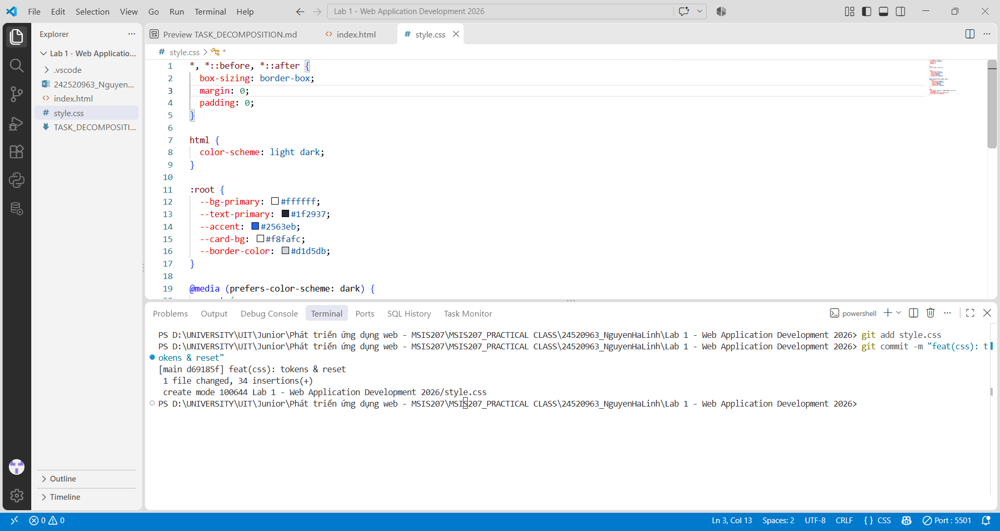 File Edit Selection View Go Run Terminal Help
Lab 1 - Web Application Development 2026
Explorer
Lab 1 - Web Applicatio...
.vscode
242520963_Nguyen...
index.html
style.css
TASK_DECOMPOSITI...
Outline
Timeline
Preview TASK_DECOMPOSITION.md
index.html
style.css
style.css > *
1 *, *::before, *::after {
2 box-sizing: border-box;
3 margin: 0;
4 padding: 0;
5 }
6
7 html {
8 color-scheme: light dark;
9 }
10
11 :root {
12 --bg-primary: #ffffff;
13 --text-primary: #1f2937;
14 --accent: #2563eb;
15 --card-bg: #f8fafc;
16 --border-color: #d1d5db;
17 }
18
19 @media (prefers-color-scheme: dark) {
Problems Output Debug Console Terminal Ports SQL History Task Monitor
powershell
PS D:\UNIVERSITY\UIT\Junior\Phát triển ứng dụng web - MSIS207\MSIS207_PRACTICAL CLASS\24520963_NguyenHaLinh\Lab 1 - Web Application Development 2026> git add style.css
PS D:\UNIVERSITY\UIT\Junior\Phát triển ứng dụng web - MSIS207\MSIS207_PRACTICAL CLASS\24520963_NguyenHaLinh\Lab 1 - Web Application Development 2026> git commit -m "feat(css): t
okens & reset"
[main d69185f] feat(css): tokens & reset
1 file changed, 34 insertions(+)
create mode 100644 Lab 1 - Web Application Development 2026/style.css
PS D:\UNIVERSITY\UIT\Junior\Phát triển ứng dụng web - MSIS207\MSIS207_PRACTICAL CLASS\24520963_NguyenHaLinh\Lab 1 - Web Application Development 2026>
0 0
Ln 3, Col 13 Spaces: 2 UTF-8 CRLF { } CSS Port : 5501